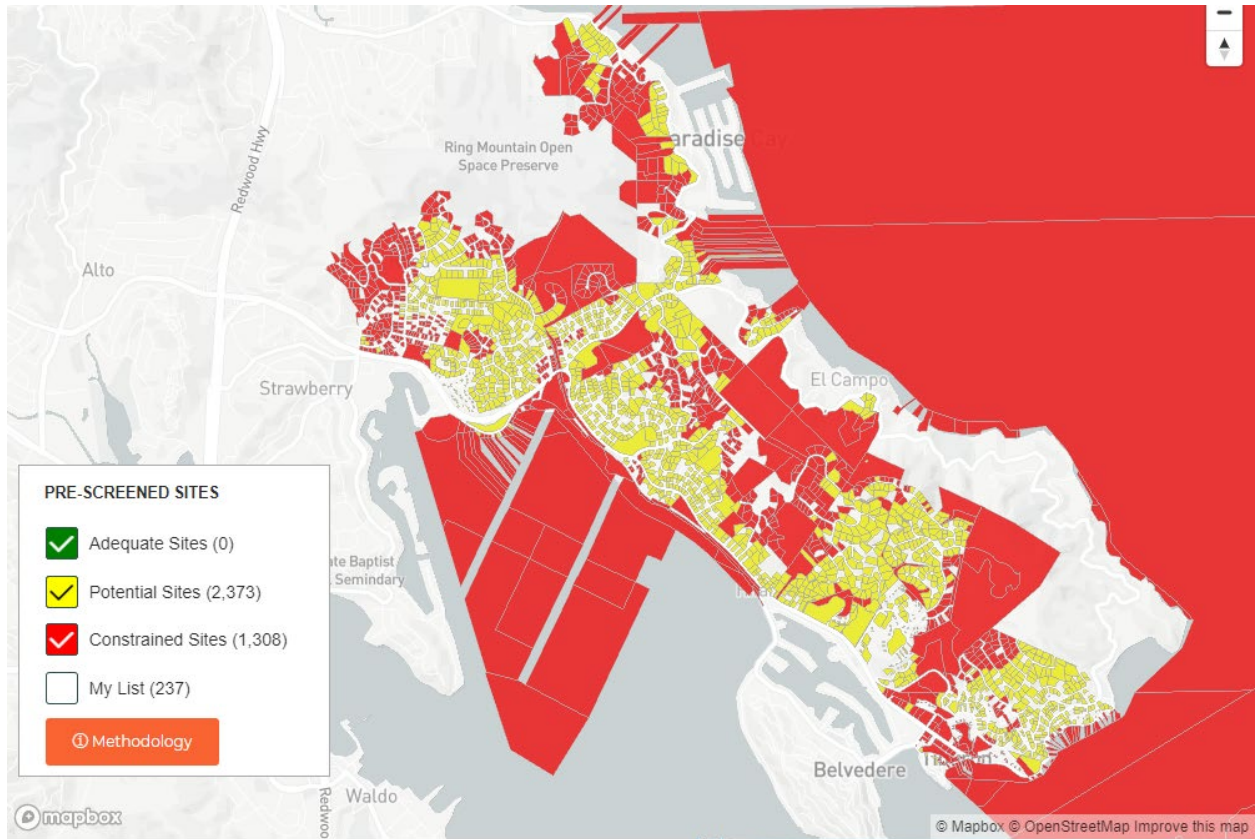 Ring Mountain Open
Space Preserve
aradise Cay
Redwood Hwy
Alto
Strawberry
El Campo
PRE-SCREENED SITES
Adequate Sites (0)
Potential Sites (2,373)
Constrained Sites (1,308)
My List (237)
Methodology
ate Baptist
Semindary
Belvedere
Waldo
Redwoo
mapbox
© Mapbox © OpenStreetMap Improve this map